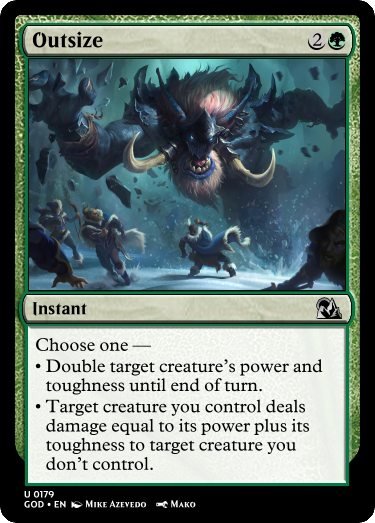 Outsize 2
Instant
Choose one —
• Double target creature's power and
toughness until end of turn.
• Target creature you control deals
damage equal to its power plus its
toughness to target creature you
don't control.
U 0179
GOD • EN Mike Azevedo Mako